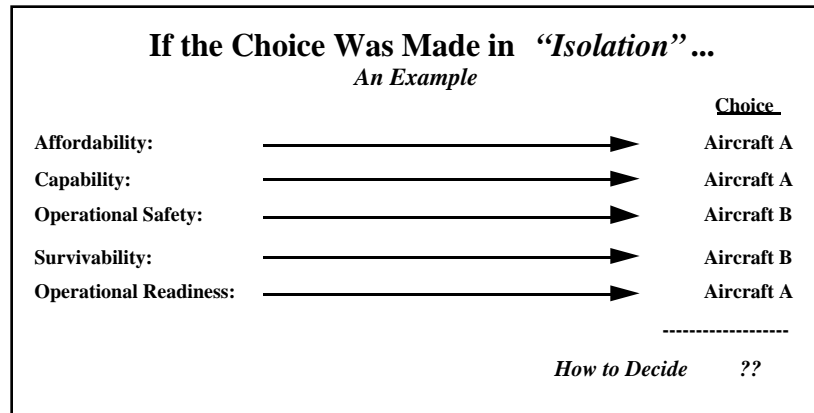 If the Choice Was Made in “Isolation” ...
An Example
Choice
Affordability: Aircraft A
Capability: Aircraft A
Operational Safety: Aircraft B
Survivability: Aircraft B
Operational Readiness: Aircraft A
-------------------
How to Decide ??